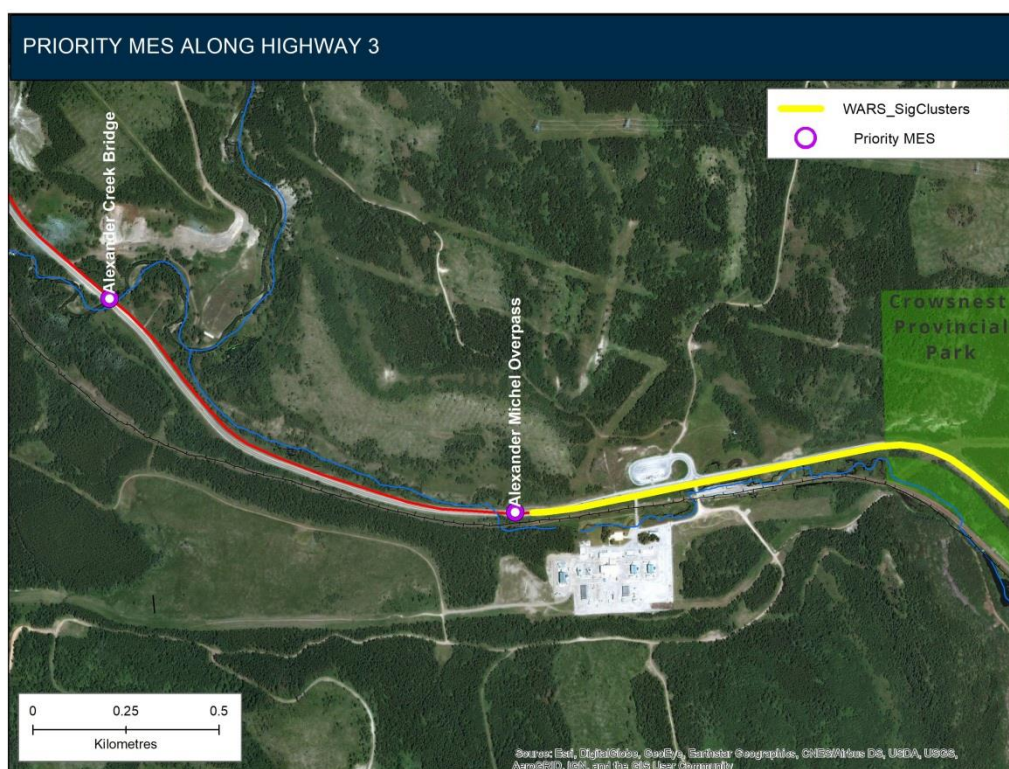 PRIORITY MES ALONG HIGHWAY 3
WARS_SigClusters
Priority MES
Alexander Creek Bridge
Alexander Michel Overpass
Crowsnest
Provincial
Park
0 0.25 0.5
Kilometres
Source: Esri, DigitalGlobe, GeoEye, Earthstar Geographics, CNES/Airbus DS, USDA, USGS,
AeroGRID, IGN, and the GIS User Community